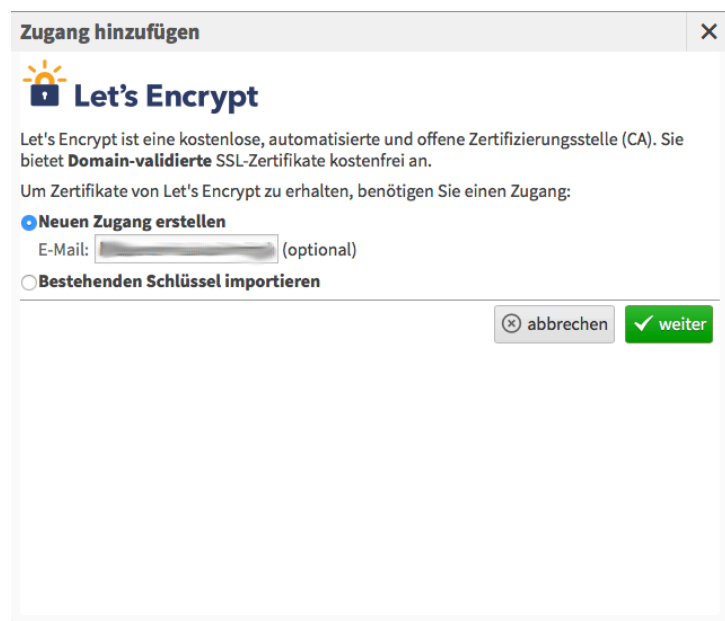 Zugang hinzufügen
Let's Encrypt
Let's Encrypt ist eine kostenlose, automatisierte und offene Zertifizierungsstelle (CA). Sie
bietet Domain-validierte SSL-Zertifikate kostenfrei an.
Um Zertifikate von Let's Encrypt zu erhalten, benötigen Sie einen Zugang:
Neuen Zugang erstellen
E-Mail: (optional)
Bestehenden Schlüssel importieren
abbrechen weiter